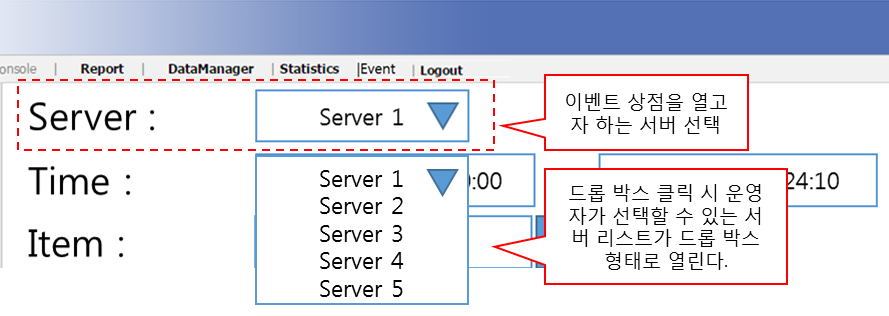 onsole | Report | DataManager | Statistics |Event | Logout
Server :
Server 1
이벤트 상점을 열고
자 하는 서버 선택
Time :
:00
24:10
Server 1
Server 2
Server 3
Server 4
Server 5
드롭 박스 클릭 시 운영
자가 선택할 수 있는 서
버 리스트가 드롭 박스
형태로 열린다.
Item :